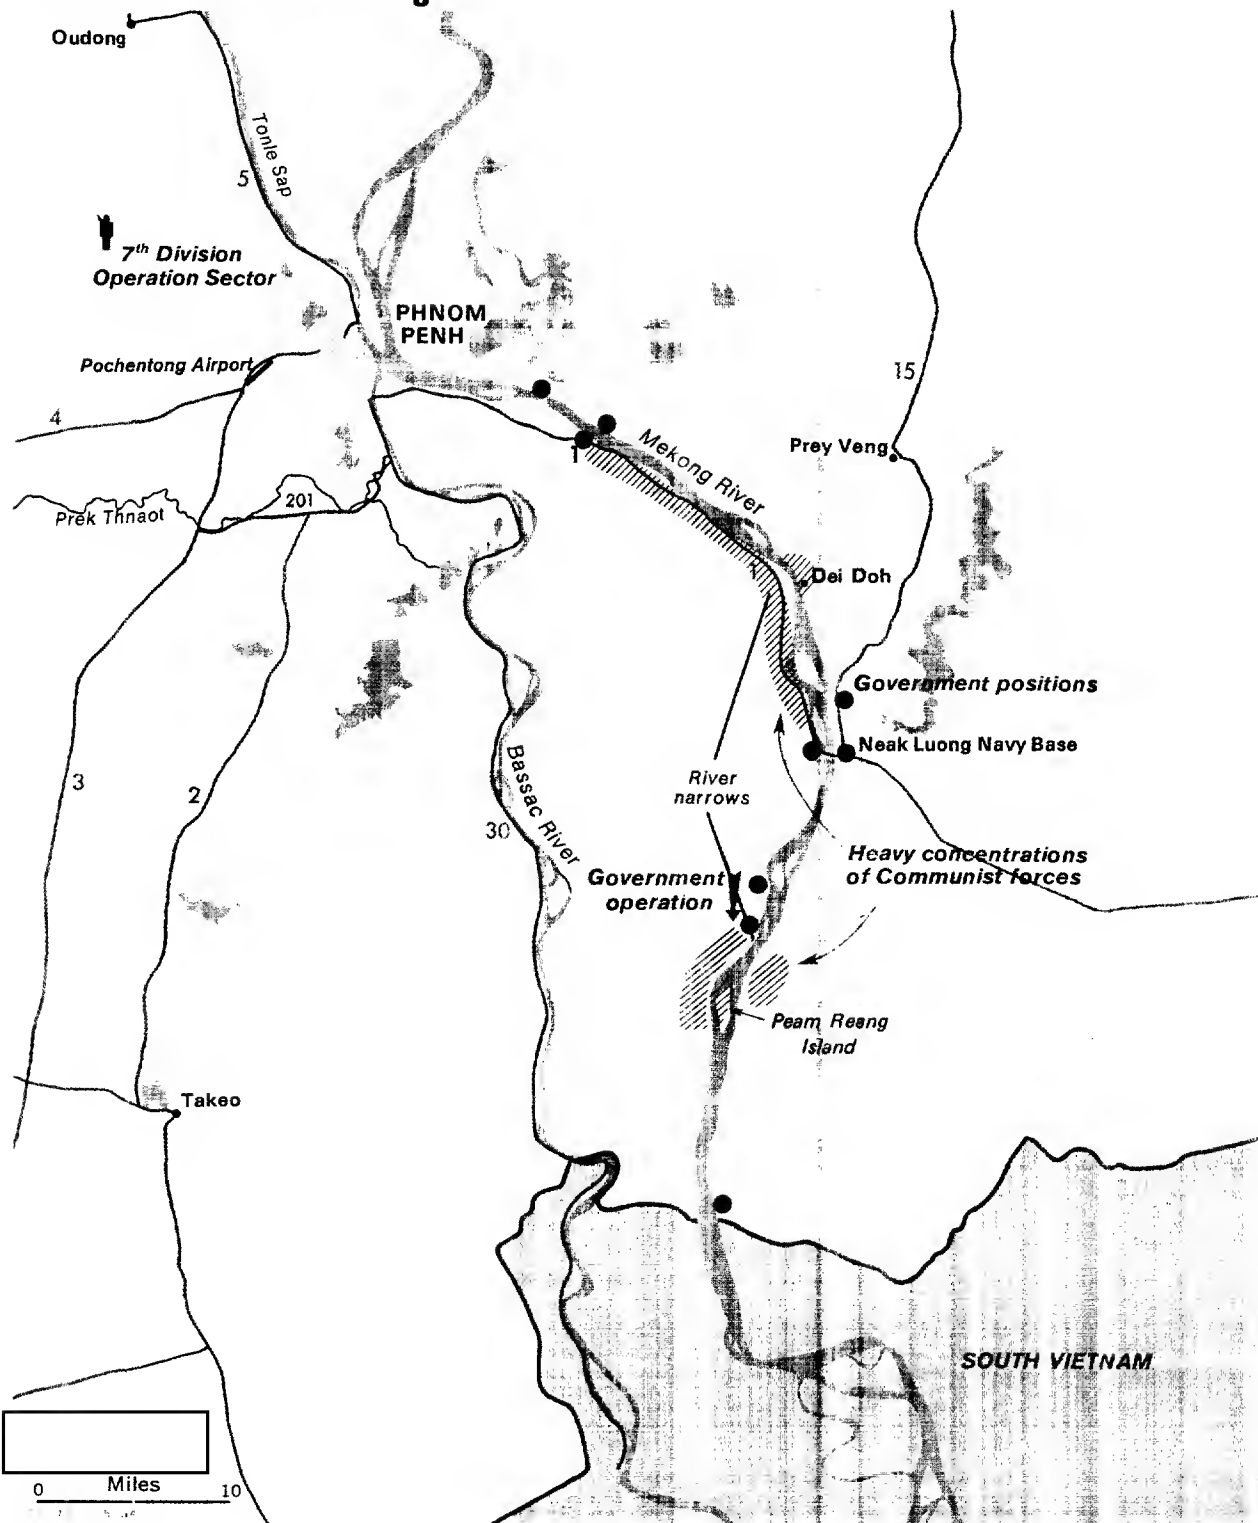 Oudong
Tonle Sap
5
7th Division
Operation Sector
PHNOM
PENH
Pochentong Airport
15
4
Mekong River
Prey Veng
1
201
Prek Thnaot
1
Dei Doh
Government positions
Neak Luong Navy Base
Bassac River
River
narrows
3
2
30
Heavy concentrations
of Communist forces
Government
operation
Peam Reang
Island
Takeo
SOUTH VIETNAM
0 Miles 10